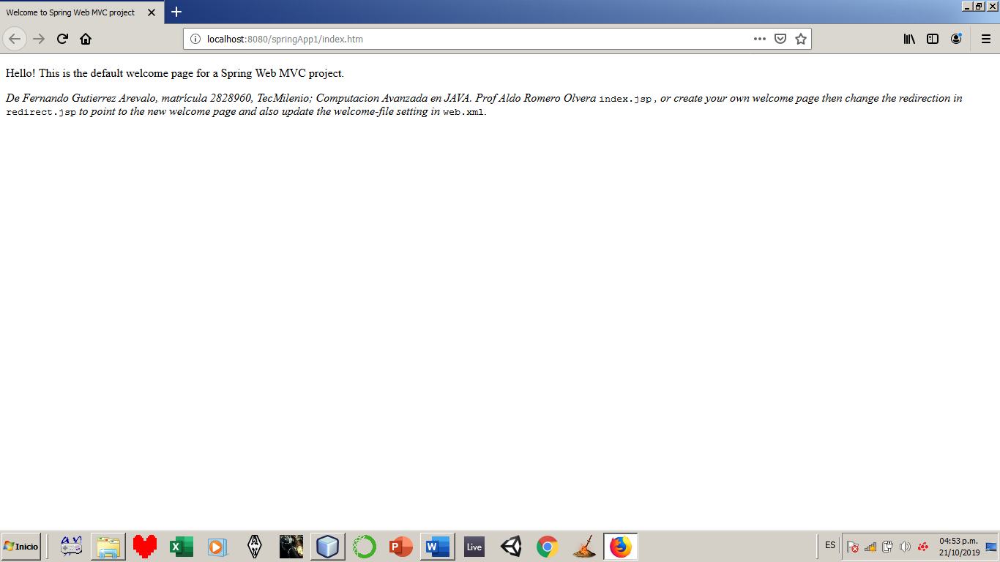 Welcome to Spring Web MVC project
localhost:8080/springApp1/index.htm
Hello! This is the default welcome page for a Spring Web MVC project.
De Fernando Gutierrez Arevalo, matrícula 2828960, TecMilenio; Computacion Avanzada en JAVA. Prof Aldo Romero Olvera index.jsp , or create your own welcome page then change the redirection in
redirect.jsp to point to the new welcome page and also update the welcome-file setting in web.xml.
Inicio
Live
ES
04:53 p.m.
21/10/2019